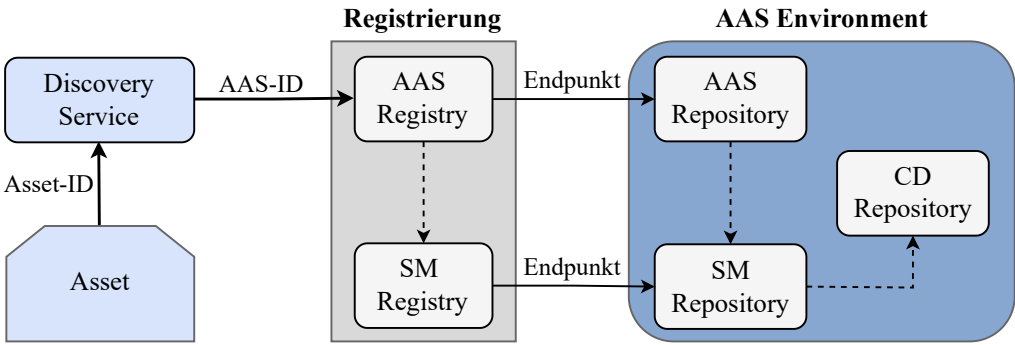 Registrierung
AAS Environment
Discovery
Service
AAS-ID
AAS
Registry
Endpunkt
AAS
Repository
Asset-ID
CD
Repository
Asset
SM
Registry
Endpunkt
SM
Repository